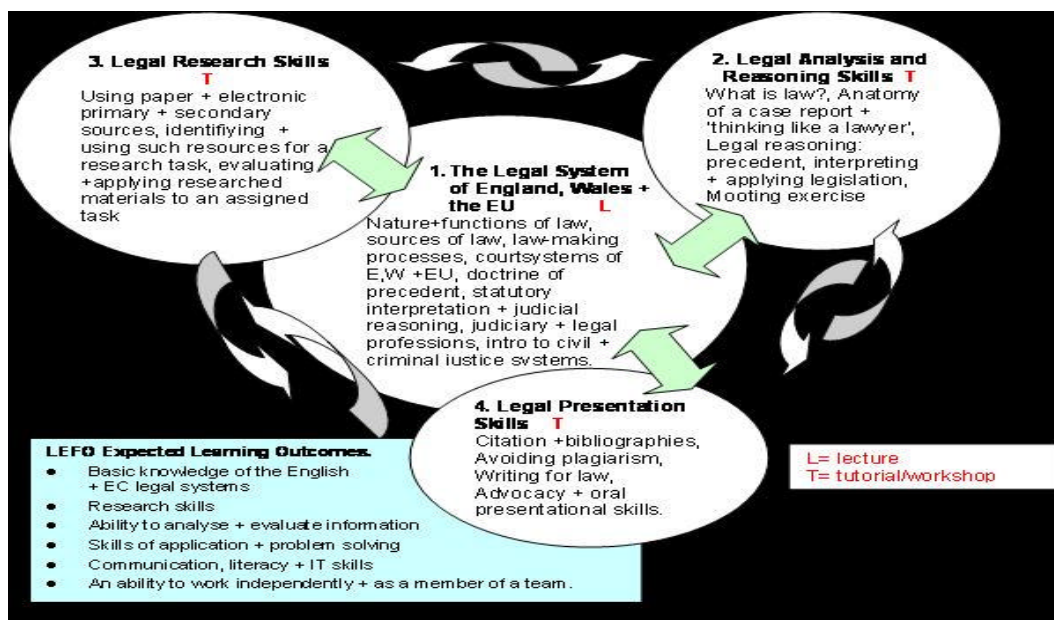 3. Legal Research Skills
T
Using paper + electronic
primary + secondary
sources, identifiying +
using such resources for a
research task, evaluating
+applying researched
materials to an assigned
task
2. Legal Analysis and
Reasoning Skills T
What is law?, Anatomy
of a case report +
'thinking like a lawyer',
Legal reasoning:
precedent, interpreting
+ applying legislation,
Mooting exercise
1. The Legal System
of England, Wales +
the EU L
Nature+functions of law,
sources of law, law-making
processes, courtsystems of
E,W +EU, doctrine of
precedent, statutory
interpretation + judicial
reasoning, judiciary + legal
professions, intro to civil +
criminal justice systems.
4. Legal Presentation
Skills T
Citation +bibliographies,
Avoiding plagiarism,
Writing for law,
Advocacy + oral
presentational skills.
LEFO Expected Learning Outcomes.
● Basic knowledge of the English
+ EC legal systems
● Research skills
● Ability to analyse + evaluate information
● Skills of application + problem solving
● Communication, literacy + IT skills
● An ability to work independently + as a member of a team.
L= lecture
T= tutorial/workshop